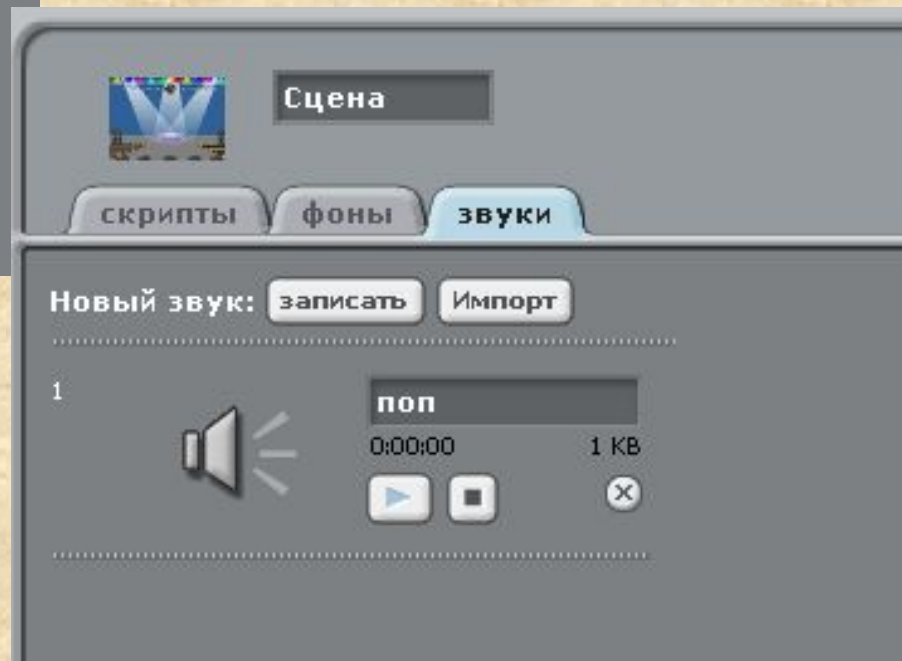 Сцена
скрипты фоны звуки
Новый звук: записать Импорт
1
поп
0:00:00 1 KB